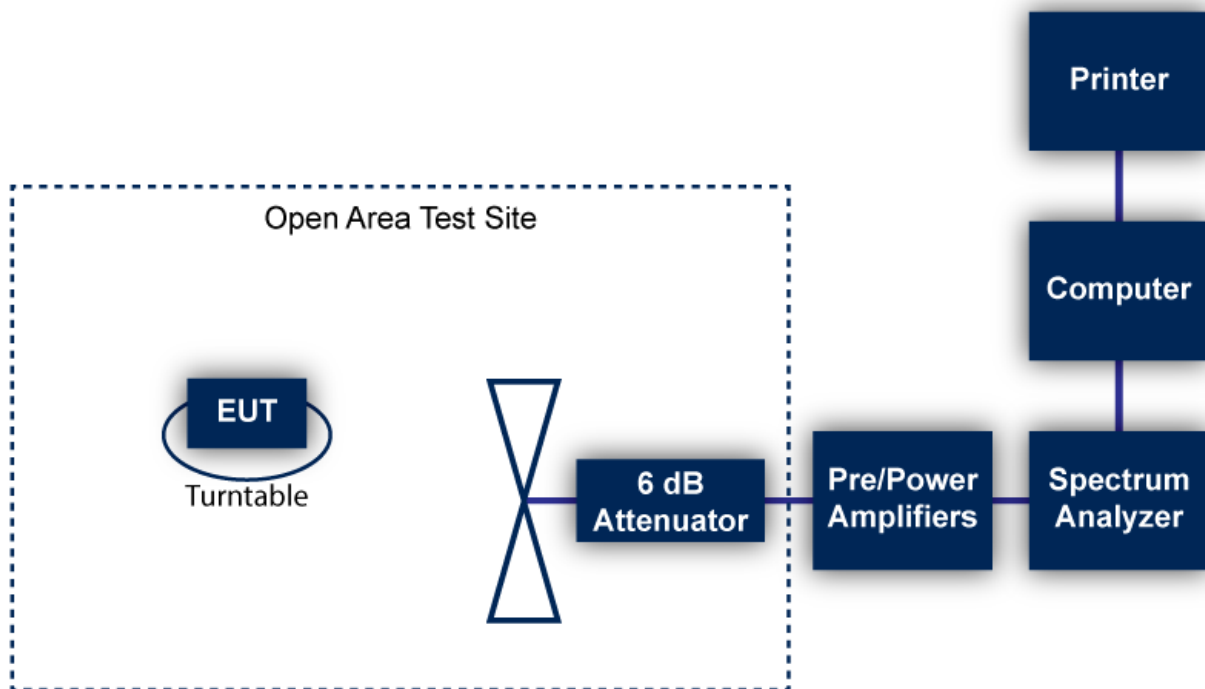 Printer
Open Area Test Site
Computer
EUT
Turntable
6 dB
Attenuator
Pre/Power
Amplifiers
Spectrum
Analyzer